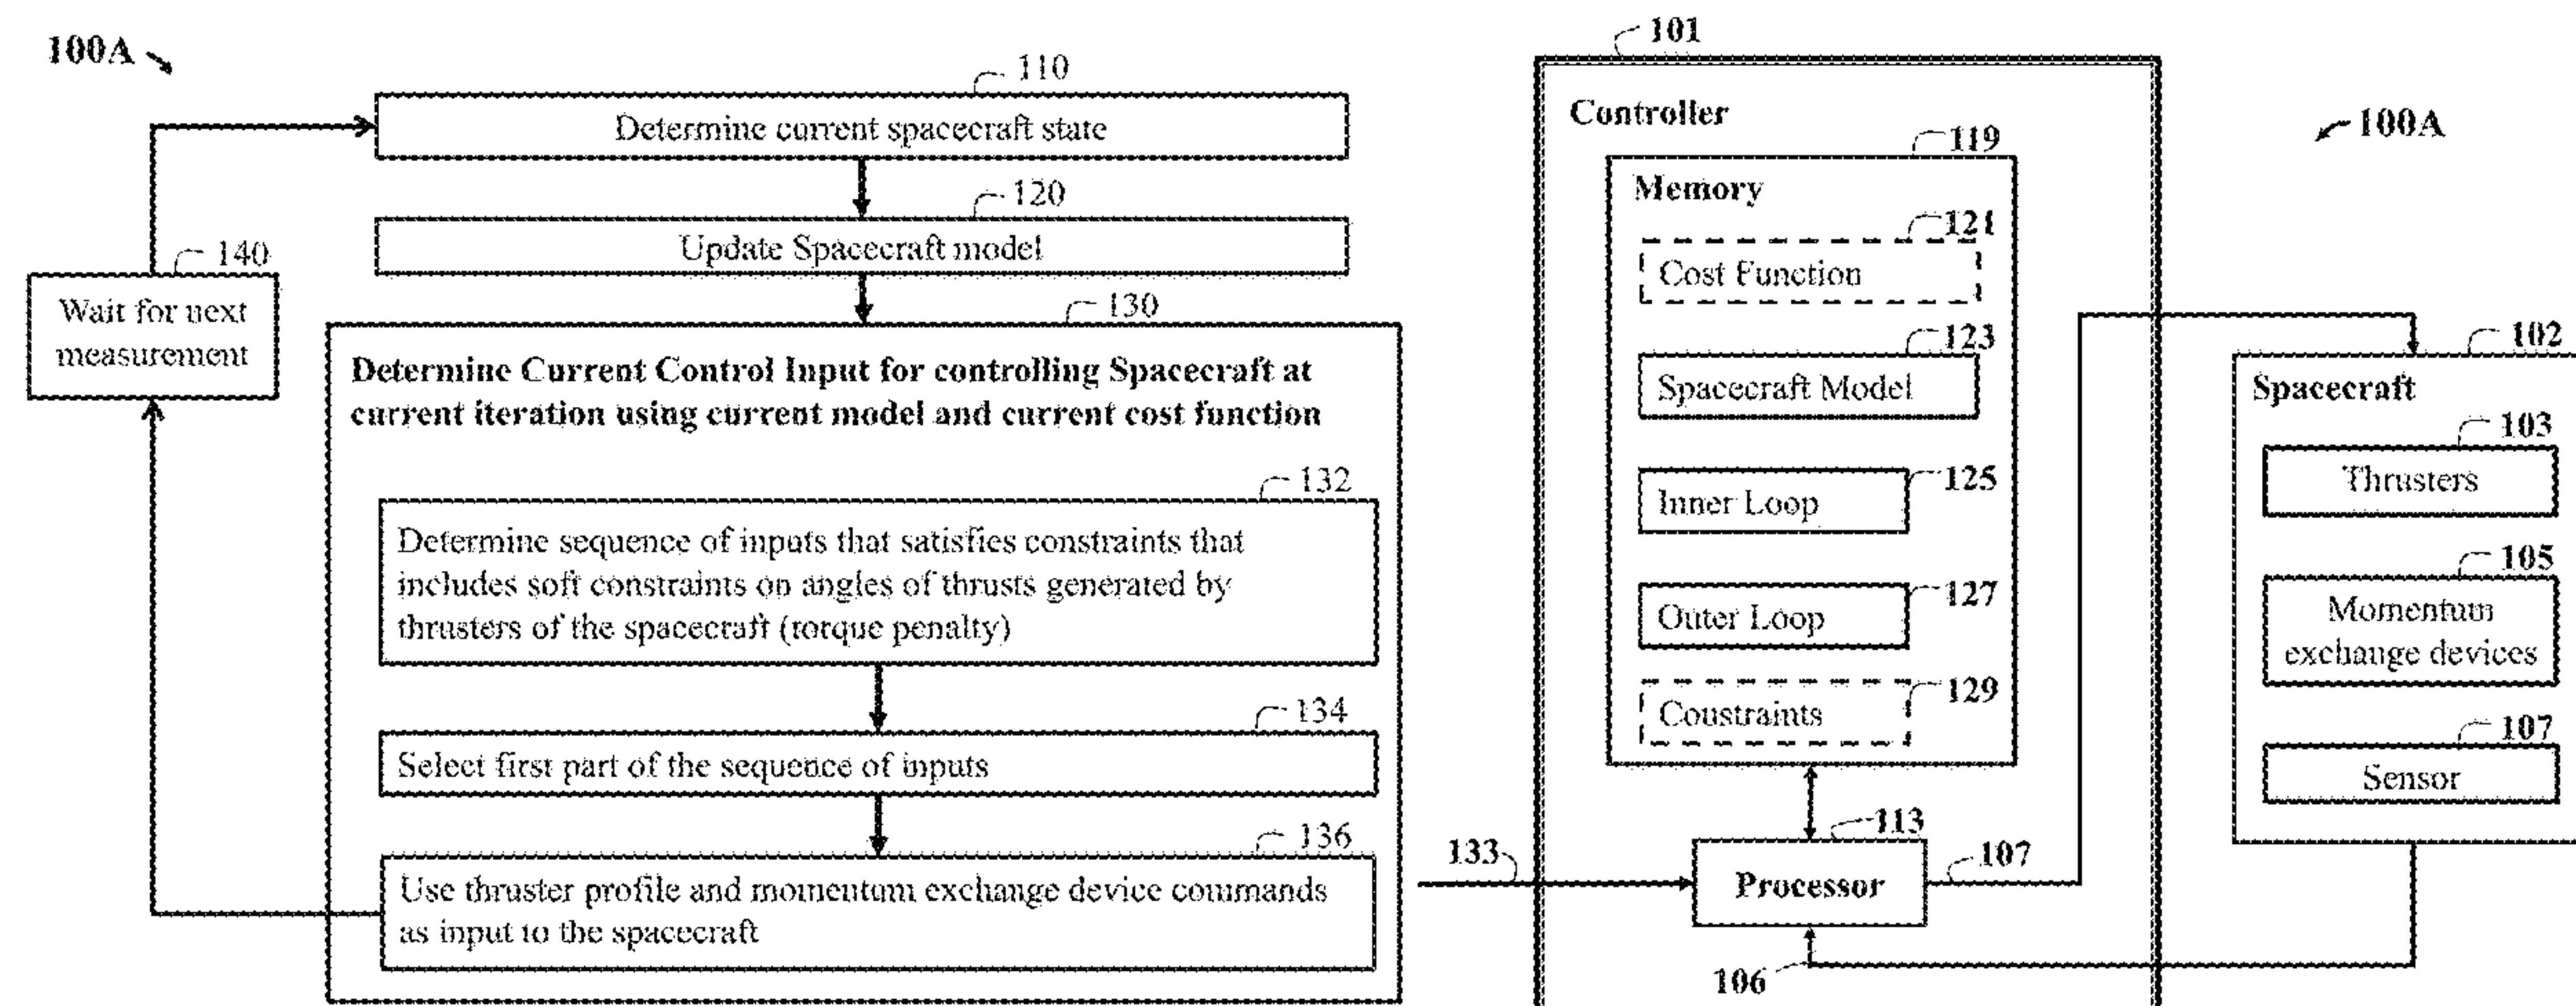 100A
110
Determine current spacecraft state
120
Update Spacecraft model
140
Wait for next
measurement
130
Determine Current Control Input for controlling Spacecraft at
current iteration using current model and current cost function
132
Determine sequence of inputs that satisfies constraints that
includes soft constraints on angles of thrusts generated by
thrusters of the spacecraft (torque penalty)
134
Select first part of the sequence of inputs
136
Use thruster profile and momentum exchange device commands
as input to the spacecraft
101
Controller
100A
119
Memory
121
Cost Function
123
Spacecraft Model
125
Inner Loop
127
Outer Loop
129
Constraints
113
133
Processor
107
106
102
Spacecraft
103
Thrusters
105
Momentum
exchange devices
107
Sensor